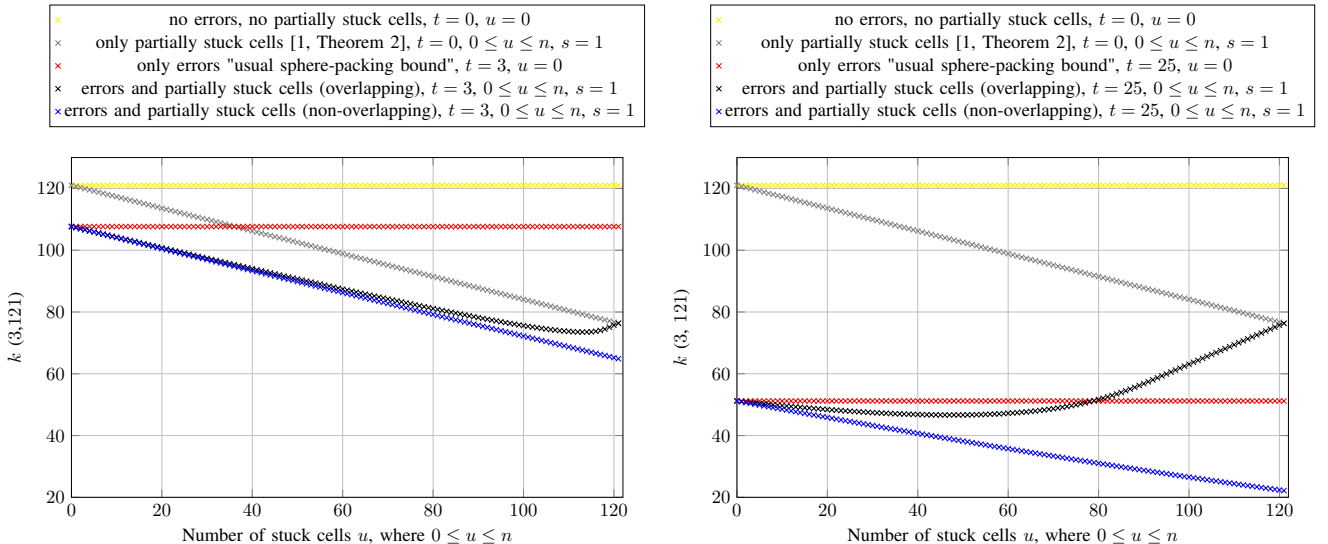 no errors, no partially stuck cells, t = 0, u = 0
only partially stuck cells [1, Theorem 2], t = 0, 0 ≤ u ≤ n, s = 1
only errors "usual sphere-packing bound", t = 3, u = 0
errors and partially stuck cells (overlapping), t = 3, 0 ≤ u ≤ n, s = 1
errors and partially stuck cells (non-overlapping), t = 3, 0 ≤ u ≤ n, s = 1
120
100
80
60
40
20
0 20 40 60 80 100 120
k (3,121)
Number of stuck cells u, where 0 ≤ u ≤ n
no errors, no partially stuck cells, t = 0, u = 0
only partially stuck cells [1, Theorem 2], t = 0, 0 ≤ u ≤ n, s = 1
only errors "usual sphere-packing bound", t = 25, u = 0
errors and partially stuck cells (overlapping), t = 25, 0 ≤ u ≤ n, s = 1
errors and partially stuck cells (non-overlapping), t = 25, 0 ≤ u ≤ n, s = 1
120
100
80
60
40
20
0 20 40 60 80 100 120
k (3, 121)
Number of stuck cells u, where 0 ≤ u ≤ n